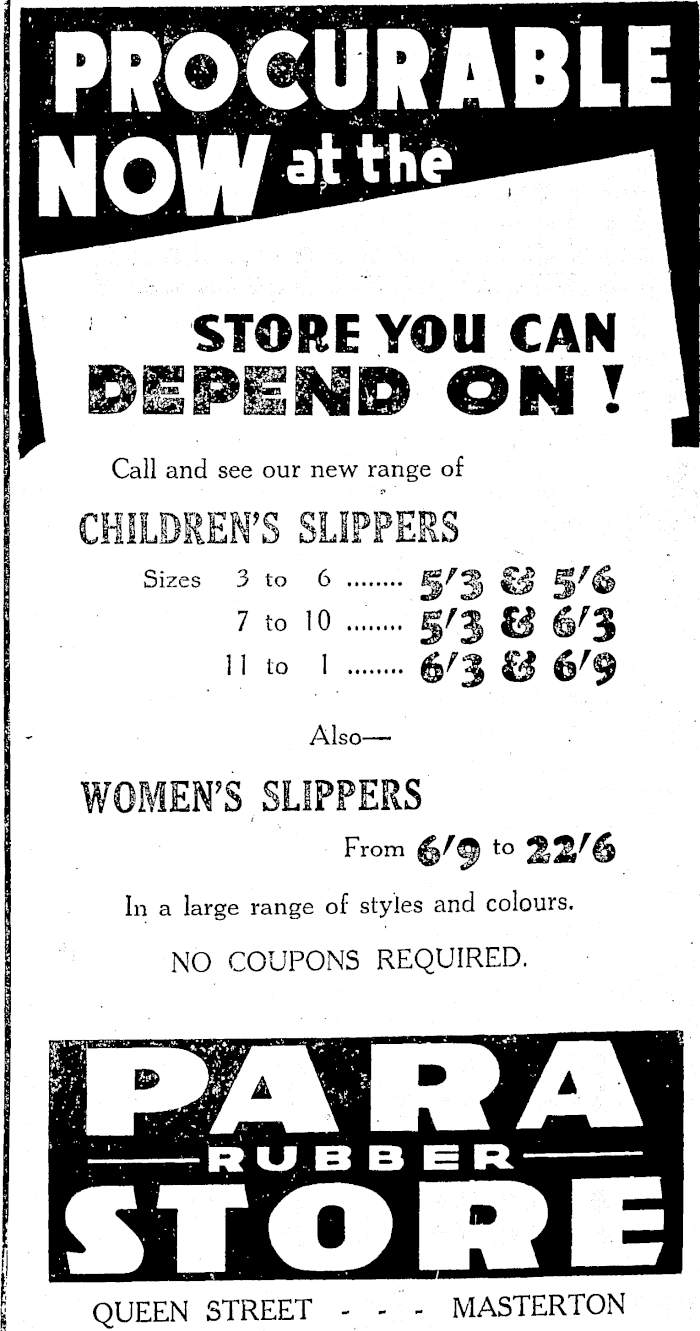 PROCURABLE
NOW at the
STORE YOU CAN
DEPEND ON!
Call and see our new range of
CHILDREN'S SLIPPERS
Sizes 3 to 6 ........ 5/3 & 5/6
7 to 10 ........ 5/3 & 6/3
11 to 1 ........ 6/3 & 6/9
Also—
WOMEN'S SLIPPERS
From 6/9 to 22/6
In a large range of styles and colours.
NO COUPONS REQUIRED.
PARA
RUBBER
STORE
QUEEN STREET - - - MASTERTON